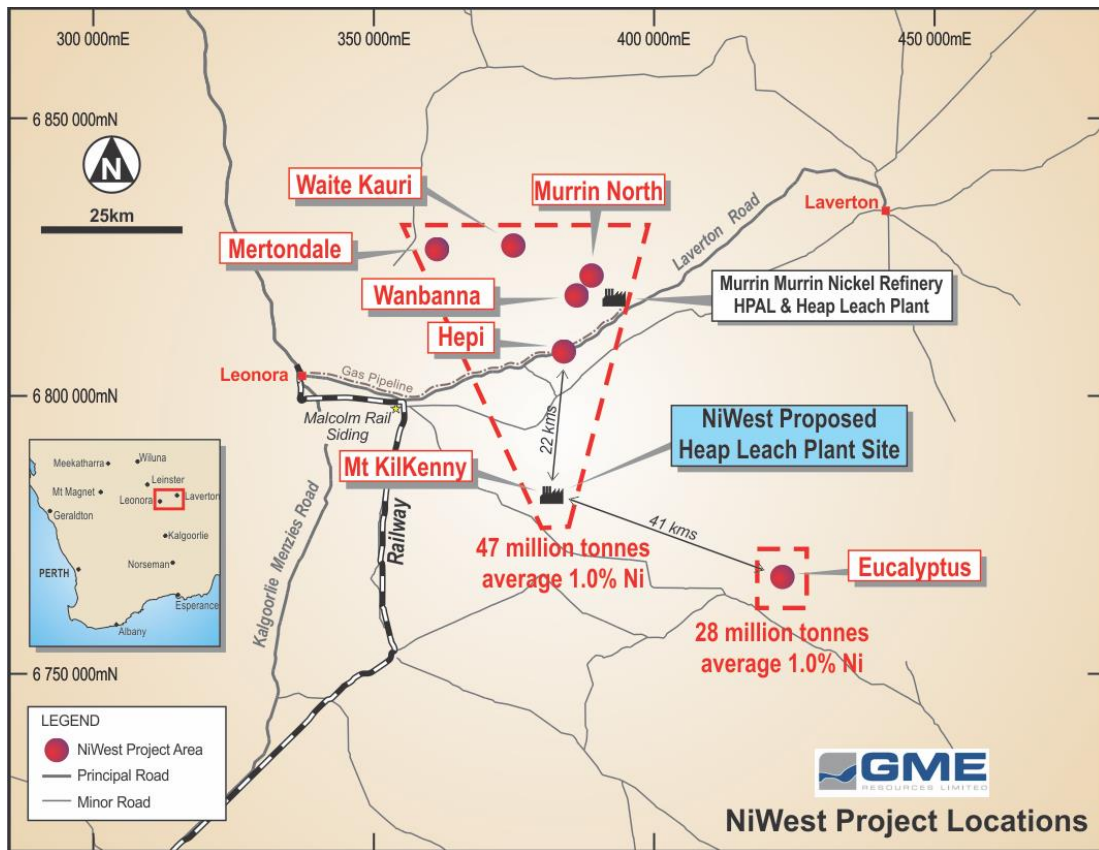 300 000mE
350 000mE
400 000mE
450 000mE
6 850 000mN
N
25km
Waite Kauri
Murrin North
Laverton
Mertondale
Laverton Road
Wanbanna
Murrin Murrin Nickel Refinery
HPAL & Heap Leach Plant
Hepi
Leonora
Gas Pipeline
6 800 000mN
Malcolm Rail
Siding
22 kms
NiWest Proposed
Heap Leach Plant Site
Mt KilKenny
Kalgoorlie Menzies Road
Railway
41 kms
47 million tonnes
average 1.0% Ni
Eucalyptus
28 million tonnes
average 1.0% Ni
Meekatharra
Wiluna
Leinster
Mt Magnet
Leonora
Laverton
Geraldton
Kalgoorlie
PERTH
Norseman
Esperance
Albany
6 750 000mN
LEGEND
NiWest Project Area
Principal Road
Minor Road
GME
RESOURCES LIMITED
NiWest Project Locations